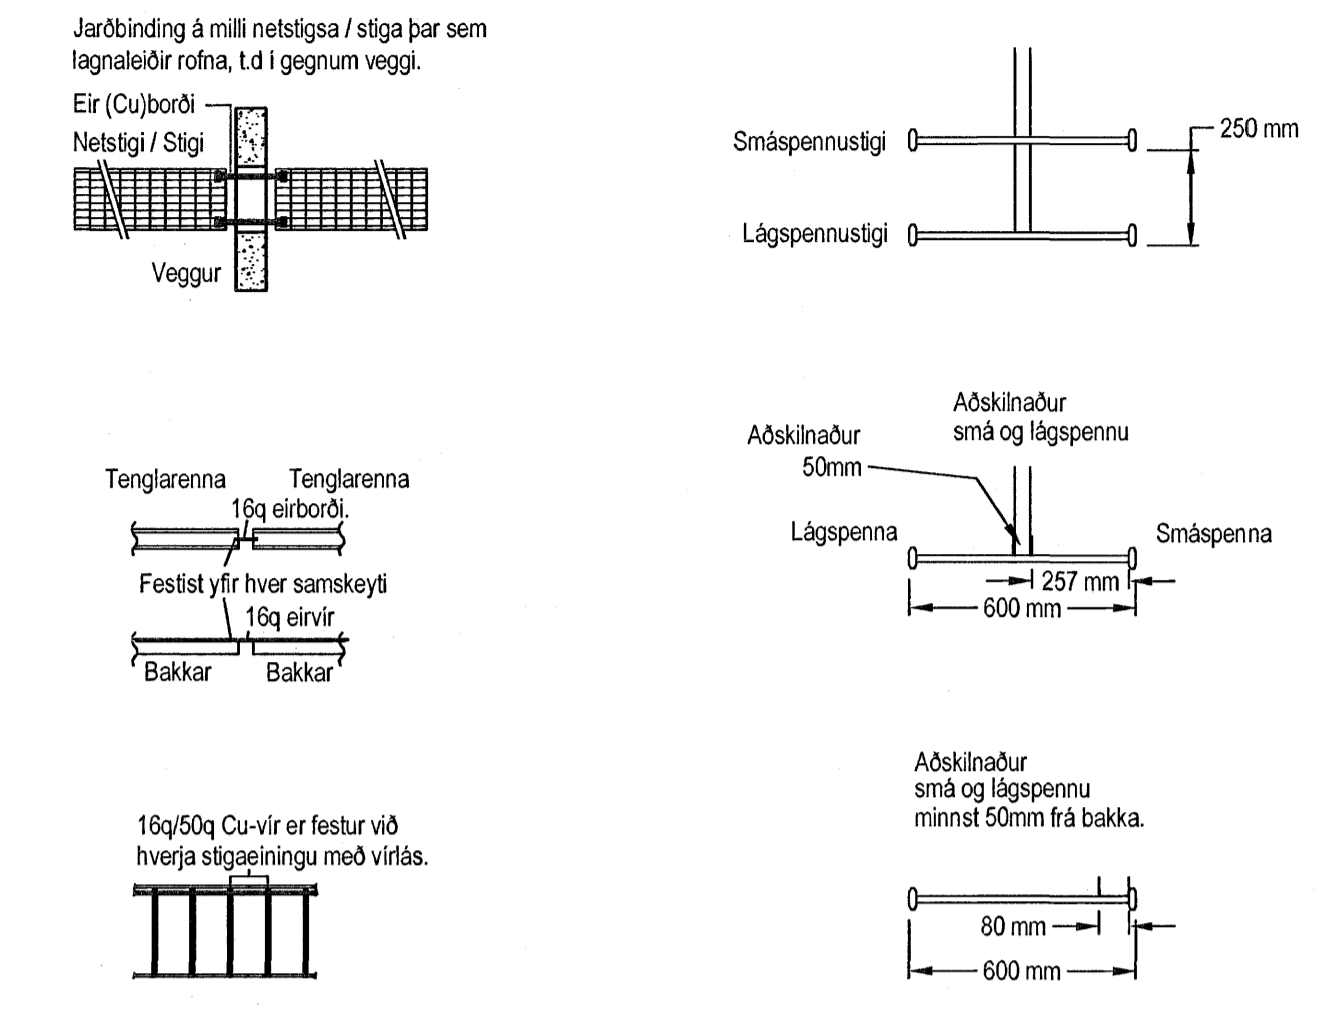 Jarðbinding á milli netstigsa / stiga þar sem
lagnaleiðir rofna, t.d í gegnum veggi.
Eir (Cu)borði
Netstigi / Stigi
Veggur
Tenglarenna
Tenglarenna
16q eirborði.
Festist yfir hver samskeyti
16q eirvír
Bakkar
Bakkar
16q/50q Cu-vír er festur við
hverja stigaeiningu með vírlás.
Smáspennustigi
250 mm
Lágspennustigi
Aðskilnaður
smá og lágspennu
Aðskilnaður
50mm
Lágspenna
Smáspenna
257 mm
600 mm
Aðskilnaður
smá og lágspennu
minnst 50mm frá bakka.
80 mm
600 mm